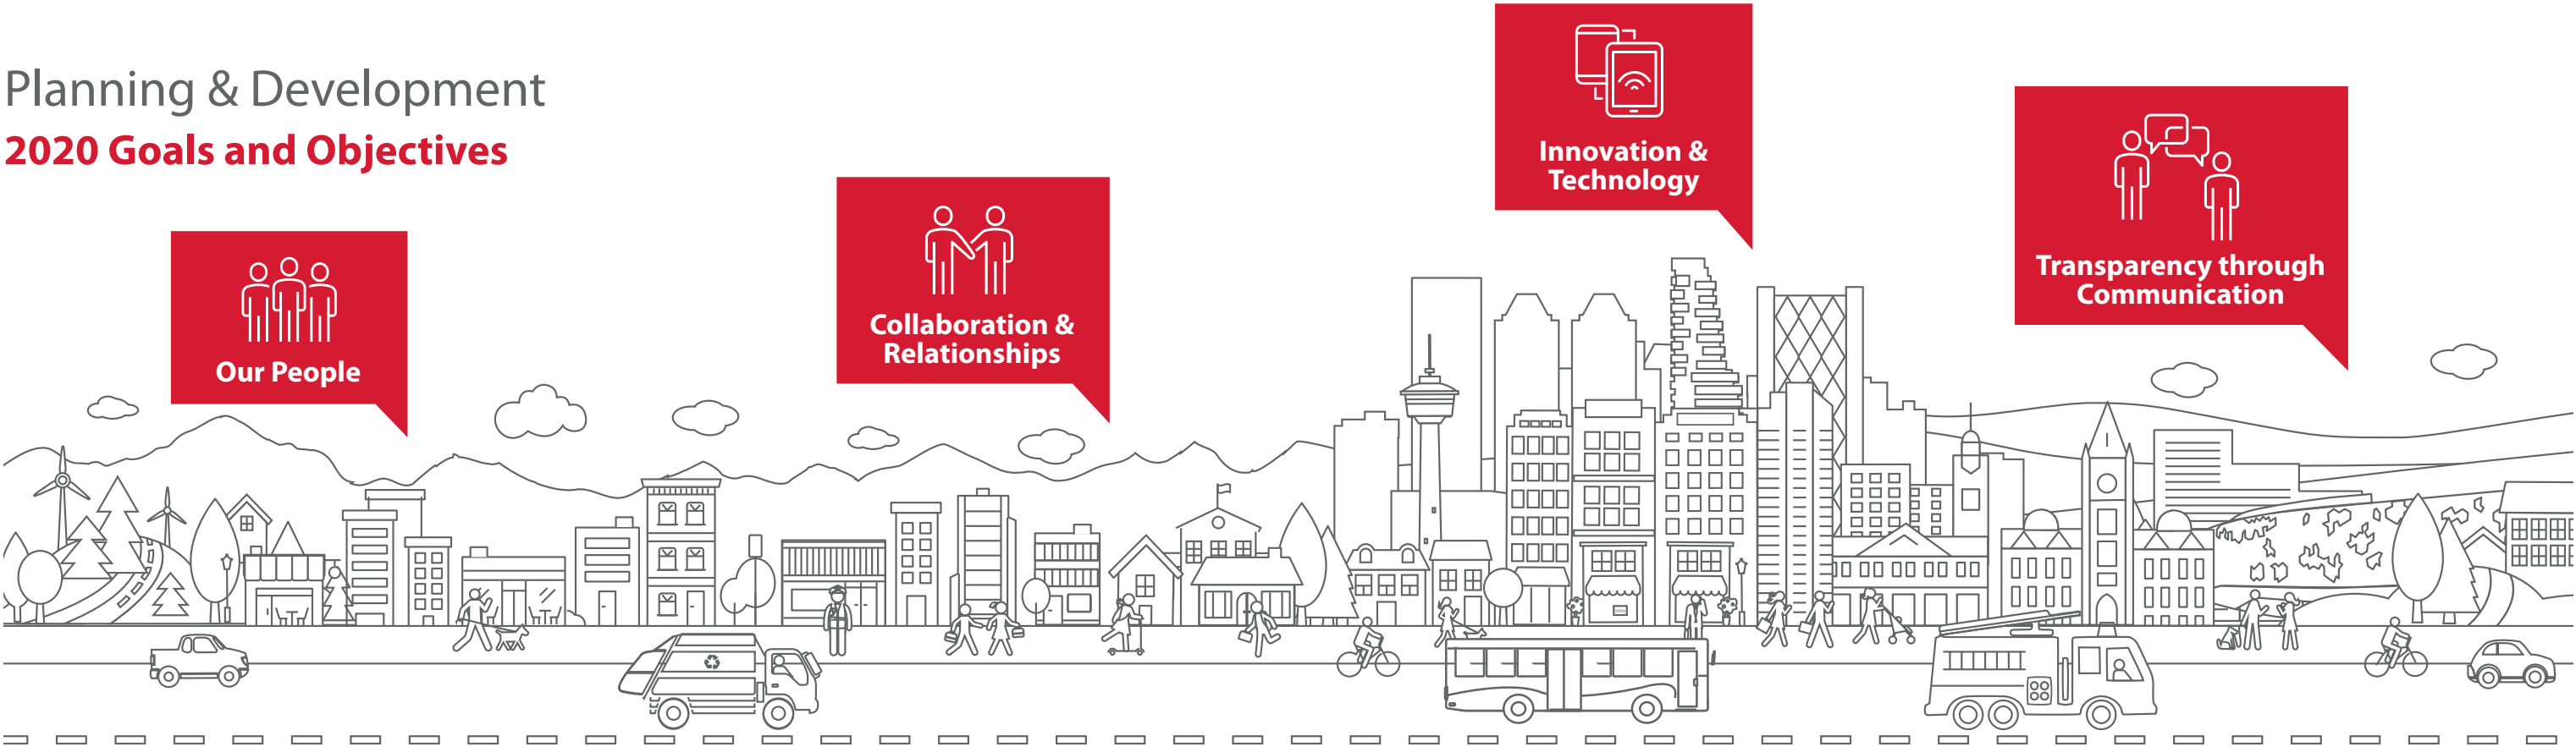 Planning & Development
2020 Goals and Objectives
Our People
Collaboration &
Relationships
Innovation &
Technology
Transparency through
Communication